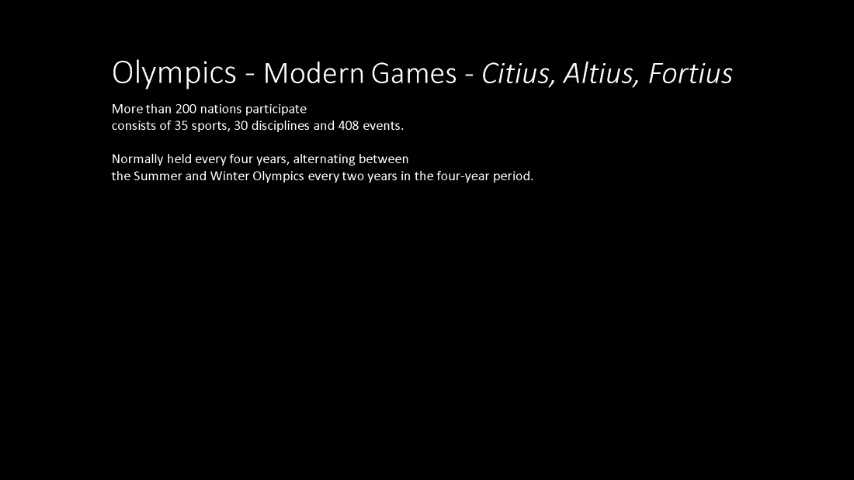 Olympics - Modern Games - Citius, Altius, Fortius
More than 200 nations participate
consists of 35 sports, 30 disciplines and 408 events.
Normally held every four years, alternating between
the Summer and Winter Olympics every two years in the four-year period.